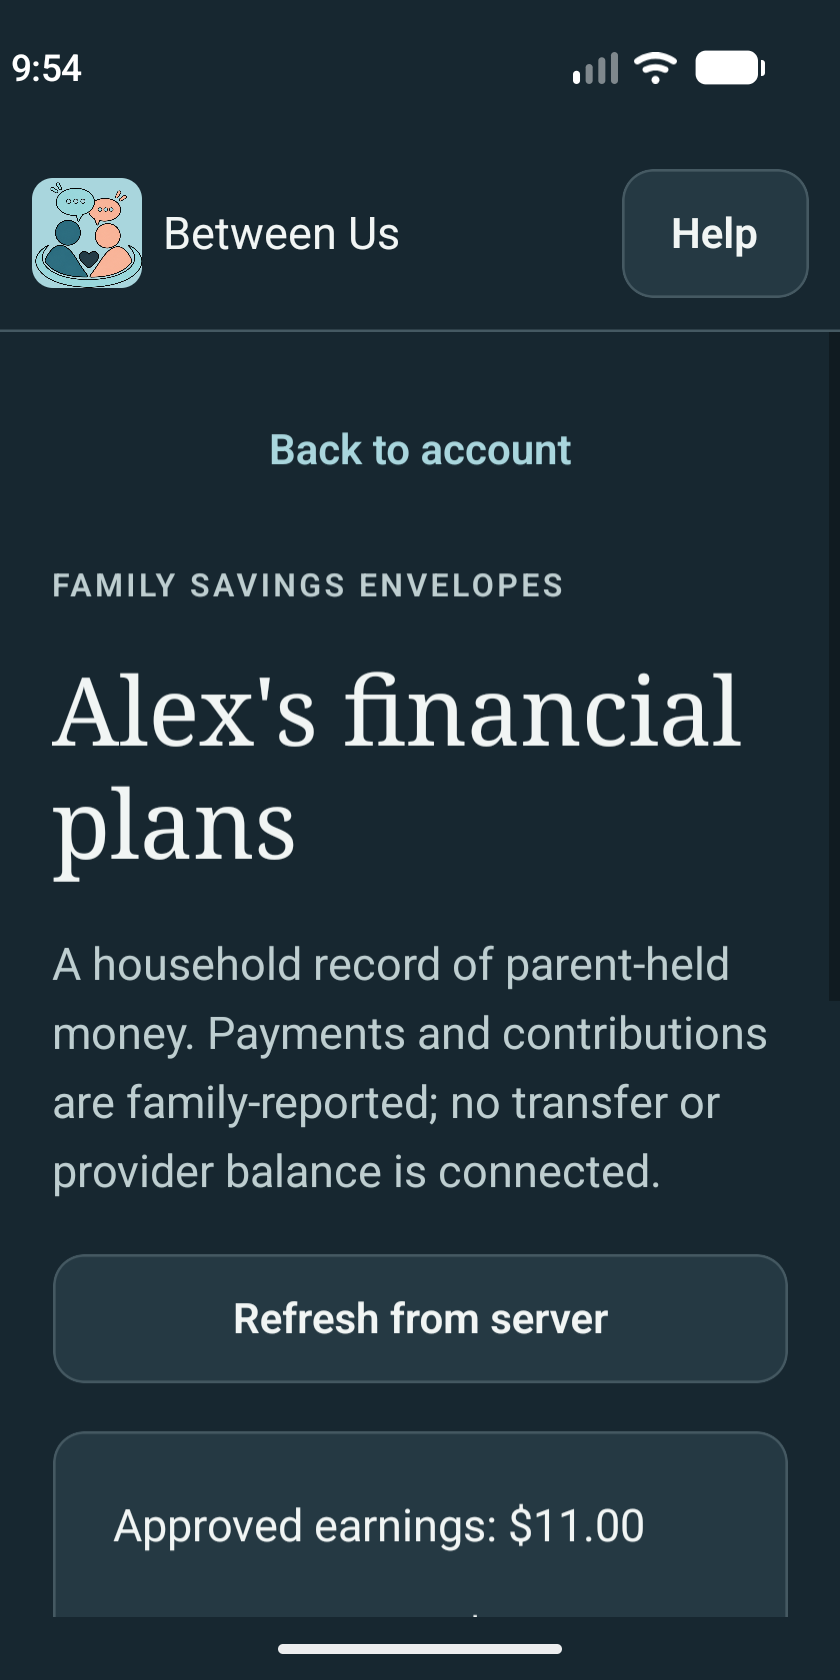 9:54
Between Us
Help
Back to account
FAMILY SAVINGS ENVELOPES
Alex's financial
plans
A household record of parent-held
money. Payments and contributions
are family-reported; no transfer or
provider balance is connected.
Refresh from server
Approved earnings: $11.00